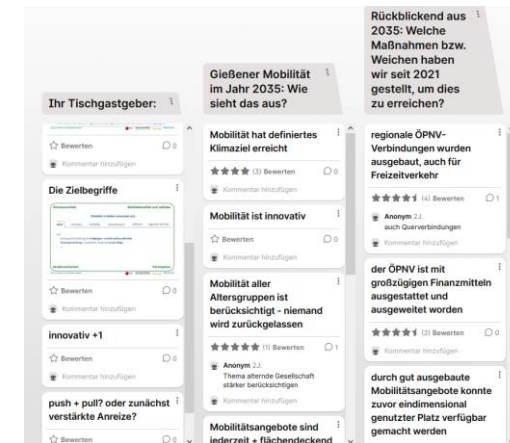 Ihr Tischgastgeber:
Bewerten 0
Kommentar hinzufügen
Die Zielbegriffe
Bewerten 0
Kommentar hinzufügen
innovativ +1
Bewerten 0
Kommentar hinzufügen
push + pull? oder zunächst
verstärkte Anreize?
Bewerten 0
Gießener Mobilität
im Jahr 2035: Wie
sieht das aus?
Mobilität hat definiertes
Klimaziel erreicht
(3) Bewerten 0
Kommentar hinzufügen
Mobilität ist innovativ
Bewerten 0
Kommentar hinzufügen
Mobilität aller
Altersgruppen ist
berücksichtigt - niemand
wird zurückgelassen
(1) Bewerten 1
Anonym 2J.
Thema alternde Gesellschaft
stärker berücksichtigen
Kommentar hinzufügen
Mobilitätsangebote sind
jederzeit + flächendeckend
Rückblickend aus
2035: Welche
Maßnahmen bzw.
Weichen haben
wir seit 2021
gestellt, um dies
zu erreichen?
regionale ÖPNV-
Verbindungen wurden
ausgebaut, auch für
Freizeitverkehr
(4) Bewerten 1
Anonym 2J.
auch Querverbindungen
Kommentar hinzufügen
der ÖPNV ist mit
großzügigen Finanzmitteln
ausgestattet und
ausgeweitet worden
(2) Bewerten 0
Kommentar hinzufügen
durch gut ausgebaute
Mobilitätsangebote konnte
zuvor eindimensional
genutzter Platz verfügbar
gemacht werden